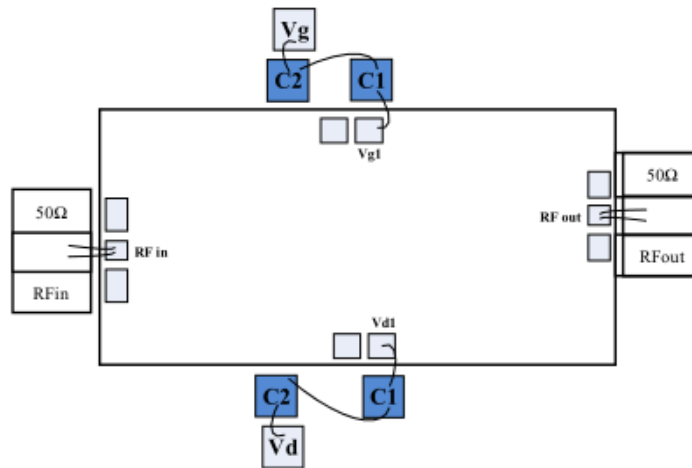 Vg
C2
C1
Vg1
50Ω
RF in
RFin
50Ω
RF out
RFout
Vd1
C2
C1
Vd